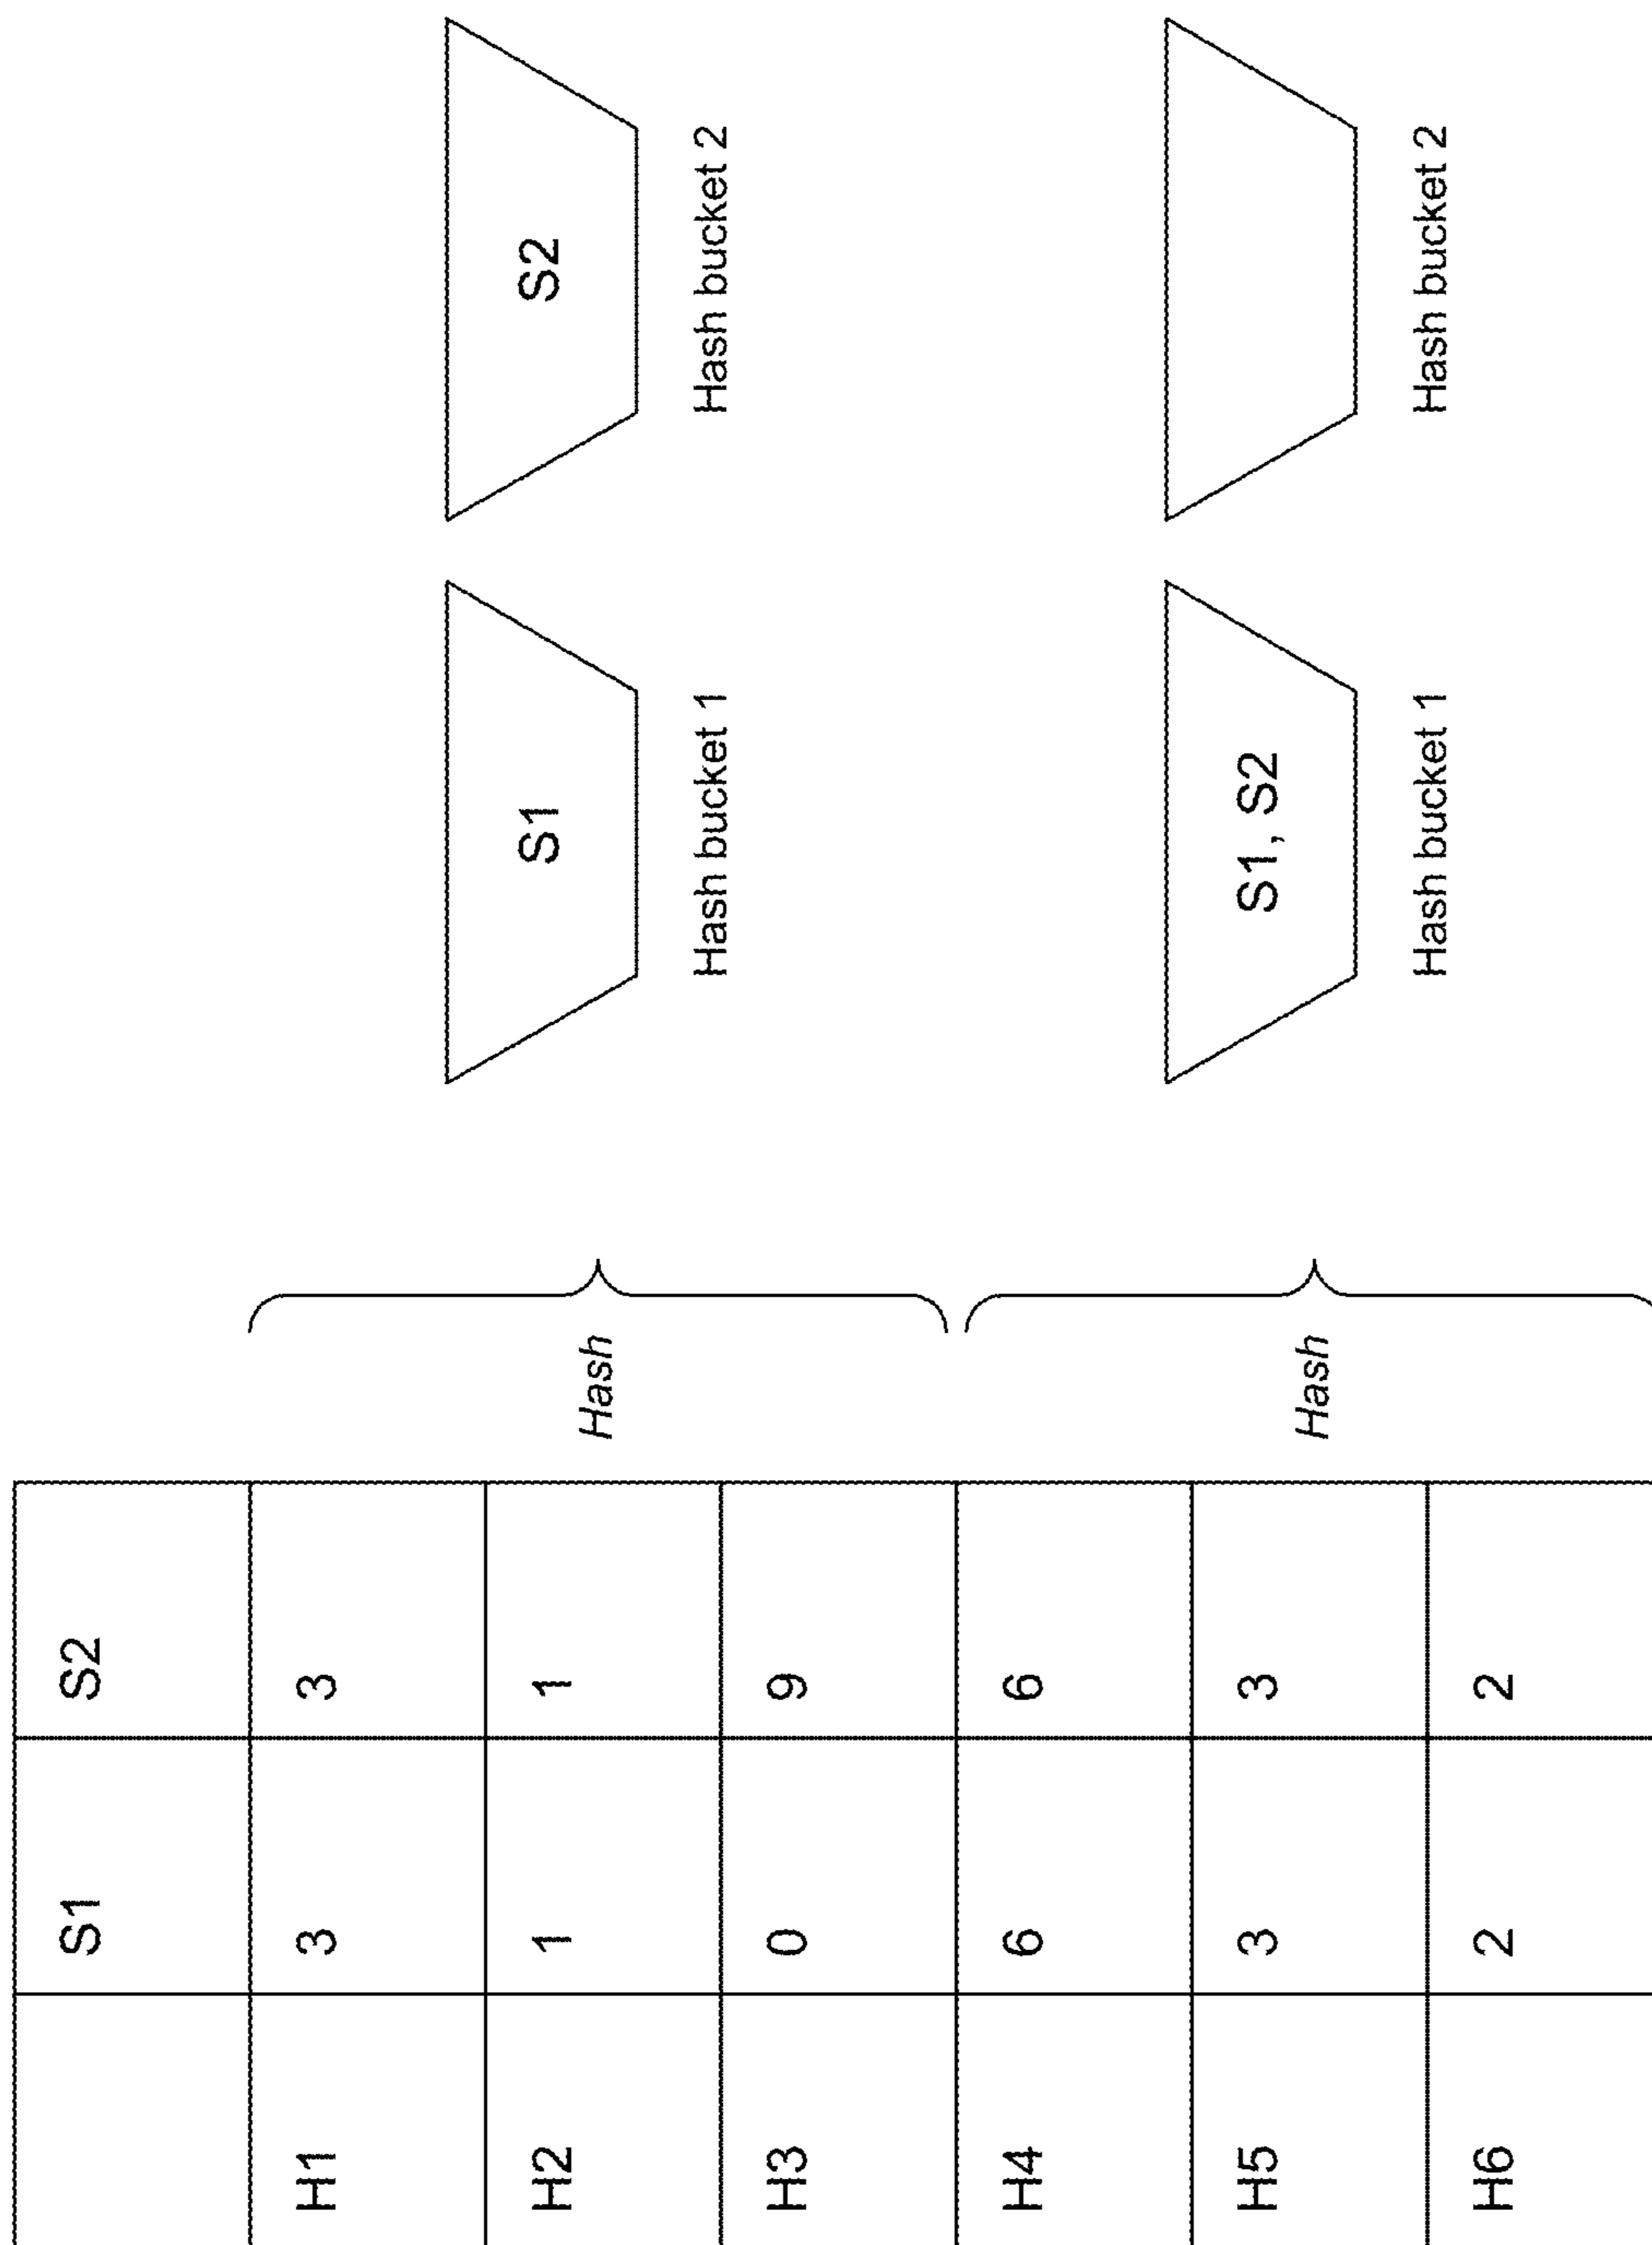 S1 S2
H1 3 3
H2 1 1
H3 0 9
H4 6 6
H5 3 3
H6 2 2
Hash
Hash
S1
Hash bucket 1
S2
Hash bucket 2
S1, S2
Hash bucket 1
Hash bucket 2